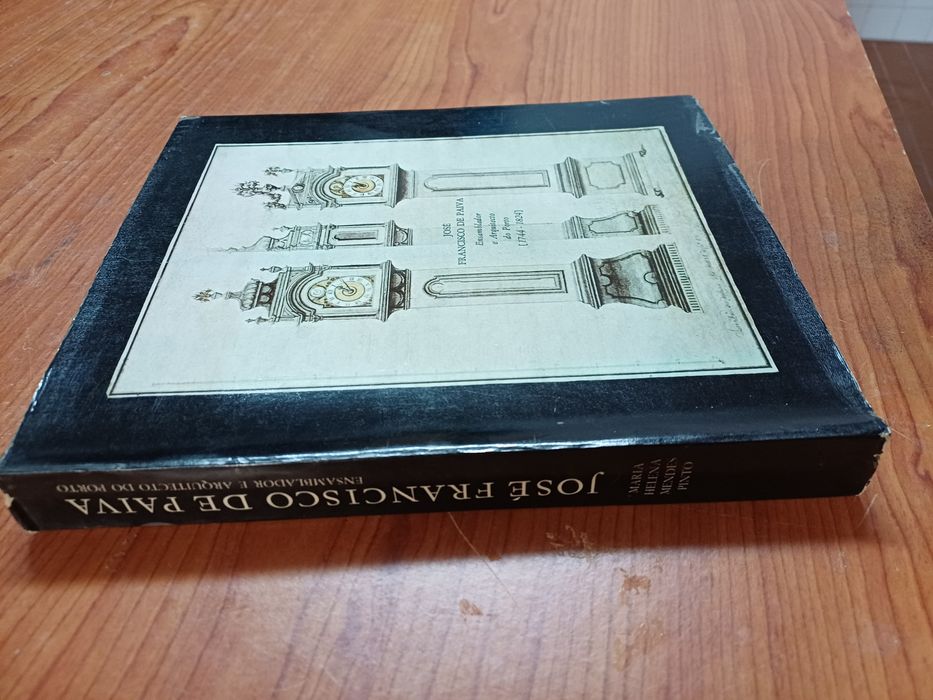 JOSÉ
FRANCISCO DE PAIVA
Ensamblador
e Arquitecto
do Porto
[1744-1824]
MARIA
HELENA
MENDES
PINTO
JOSÉ FRANCISCO DE PAIVA
ENSAMBLADOR E ARQUITECTO DO PORTO